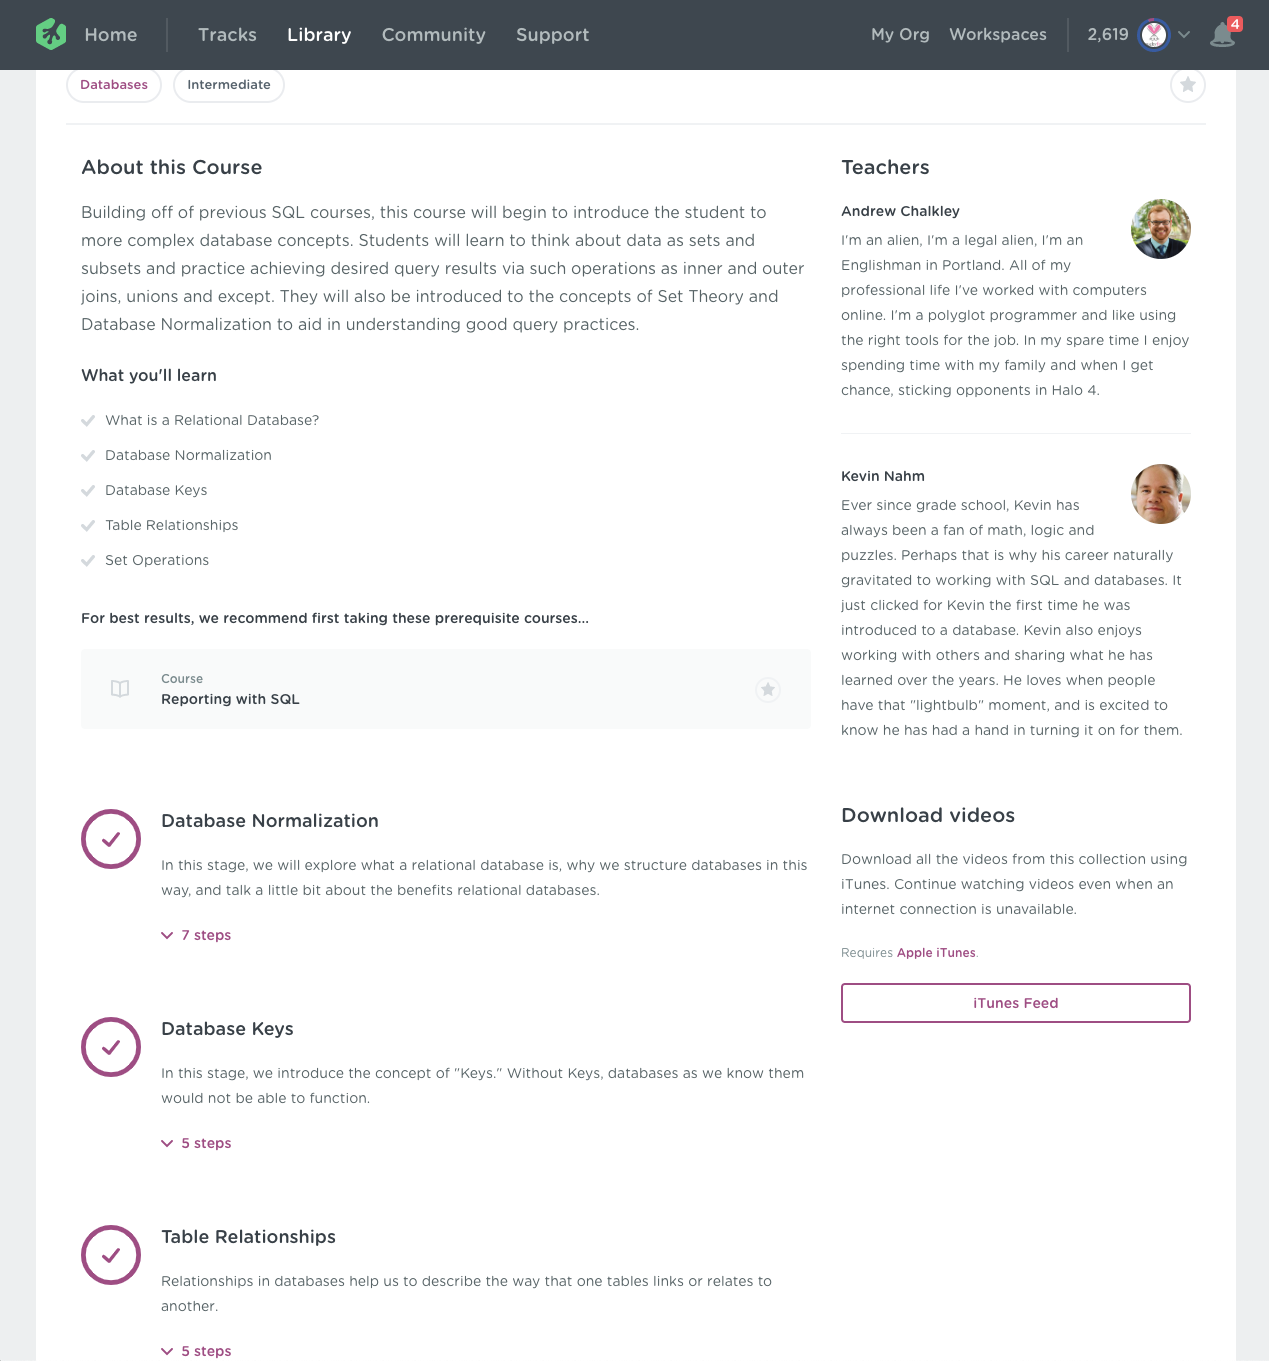 Home
Tracks
Library
Community
Support
My Org
Workspaces
2,619
4
Databases
Intermediate
About this Course
Building off of previous SQL courses, this course will begin to introduce the student to
more complex database concepts. Students will learn to think about data as sets and
subsets and practice achieving desired query results via such operations as inner and outer
joins, unions and except. They will also be introduced to the concepts of Set Theory and
Database Normalization to aid in understanding good query practices.
What you'll learn
What is a Relational Database?
Database Normalization
Database Keys
Table Relationships
Set Operations
For best results, we recommend first taking these prerequisite courses...
Course
Reporting with SQL
Database Normalization
In this stage, we will explore what a relational database is, why we structure databases in this
way, and talk a little bit about the benefits relational databases.
7 steps
Database Keys
In this stage, we introduce the concept of "Keys." Without Keys, databases as we know them
would not be able to function.
5 steps
Table Relationships
Relationships in databases help us to describe the way that one tables links or relates to
another.
5 steps
Teachers
Andrew Chalkley
I'm an alien, I'm a legal alien, I'm an
Englishman in Portland. All of my
professional life I've worked with computers
online. I'm a polyglot programmer and like using
the right tools for the job. In my spare time I enjoy
spending time with my family and when I get
chance, sticking opponents in Halo 4.
Kevin Nahm
Ever since grade school, Kevin has
always been a fan of math, logic and
puzzles. Perhaps that is why his career naturally
gravitated to working with SQL and databases. It
just clicked for Kevin the first time he was
introduced to a database. Kevin also enjoys
working with others and sharing what he has
learned over the years. He loves when people
have that "lightbulb" moment, and is excited to
know he has had a hand in turning it on for them.
Download videos
Download all the videos from this collection using
iTunes. Continue watching videos even when an
internet connection is unavailable.
Requires Apple iTunes.
iTunes Feed